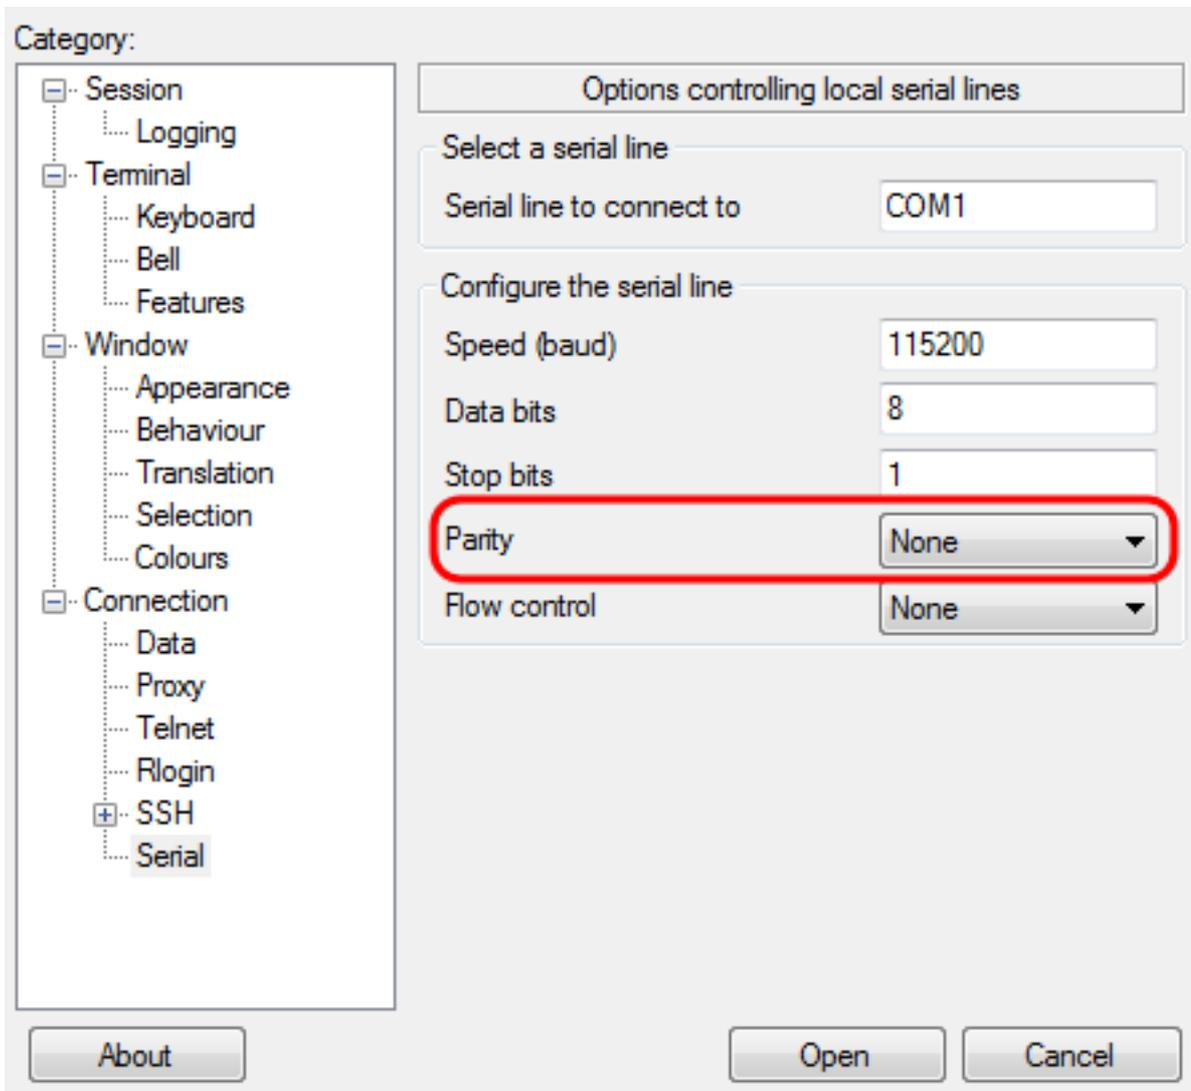 Category:
Session
Logging
Terminal
Keyboard
Bell
Features
Window
Appearance
Behaviour
Translation
Selection
Colours
Connection
Data
Proxy
Telnet
Rlogin
SSH
Serial
Options controlling local serial lines
Select a serial line
Serial line to connect to COM1
Configure the serial line
Speed (baud) 115200
Data bits 8
Stop bits 1
Parity None
Flow control None
About Open Cancel